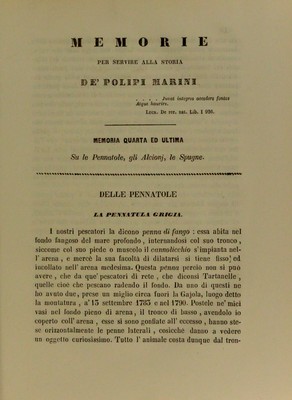 MEMORIE
PER SERVIRE ALLA STORIA
DE' POLIPI MARINI
. . . . Juvat integros accedere fontes
Atque haurire.
Lucr. De rer. nat. Lib. I
MEMORIA QUARTA ED ULTIMA
Su le Pennatole, gli Alcionj, le Spugne.
DELLE PENNATOLE
LA PENNATULA GRIGIA.
I nostri pescatori la dicono penna di fango: essa abita nel
fondo fangoso del mare profondo, internandosi col suo tronco,
siccome col suo piede o muscolo il cannolicchio s'impianta nel-
l' arena, e mercè la sua facoltà di dilatarsi si tiene fissa ed
incollato nell' arena medesima. Questa penna perciò non si può
avere, che da que' pescatori di rete, che diconsi Tartanelle,
quelle cioè che pescano radendo il fondo. Da uno di questi ne
ho avute due, prese un miglio circa fuori la Gajola, luogo detto
la montatura, a' 15 settembre 1785 e nel 1790. Postele ne' miei
vasi nel fondo pieno di arena, il tronco di basso, avendolo io
coperto coll' arena, esse si sono gonfiate all' eccesso, hanno ste-
se orizontalmente le penne laterali, cosicchè danno a vedere
un oggetto curiosissimo. Tutto l' animale costa dunque dal tron-